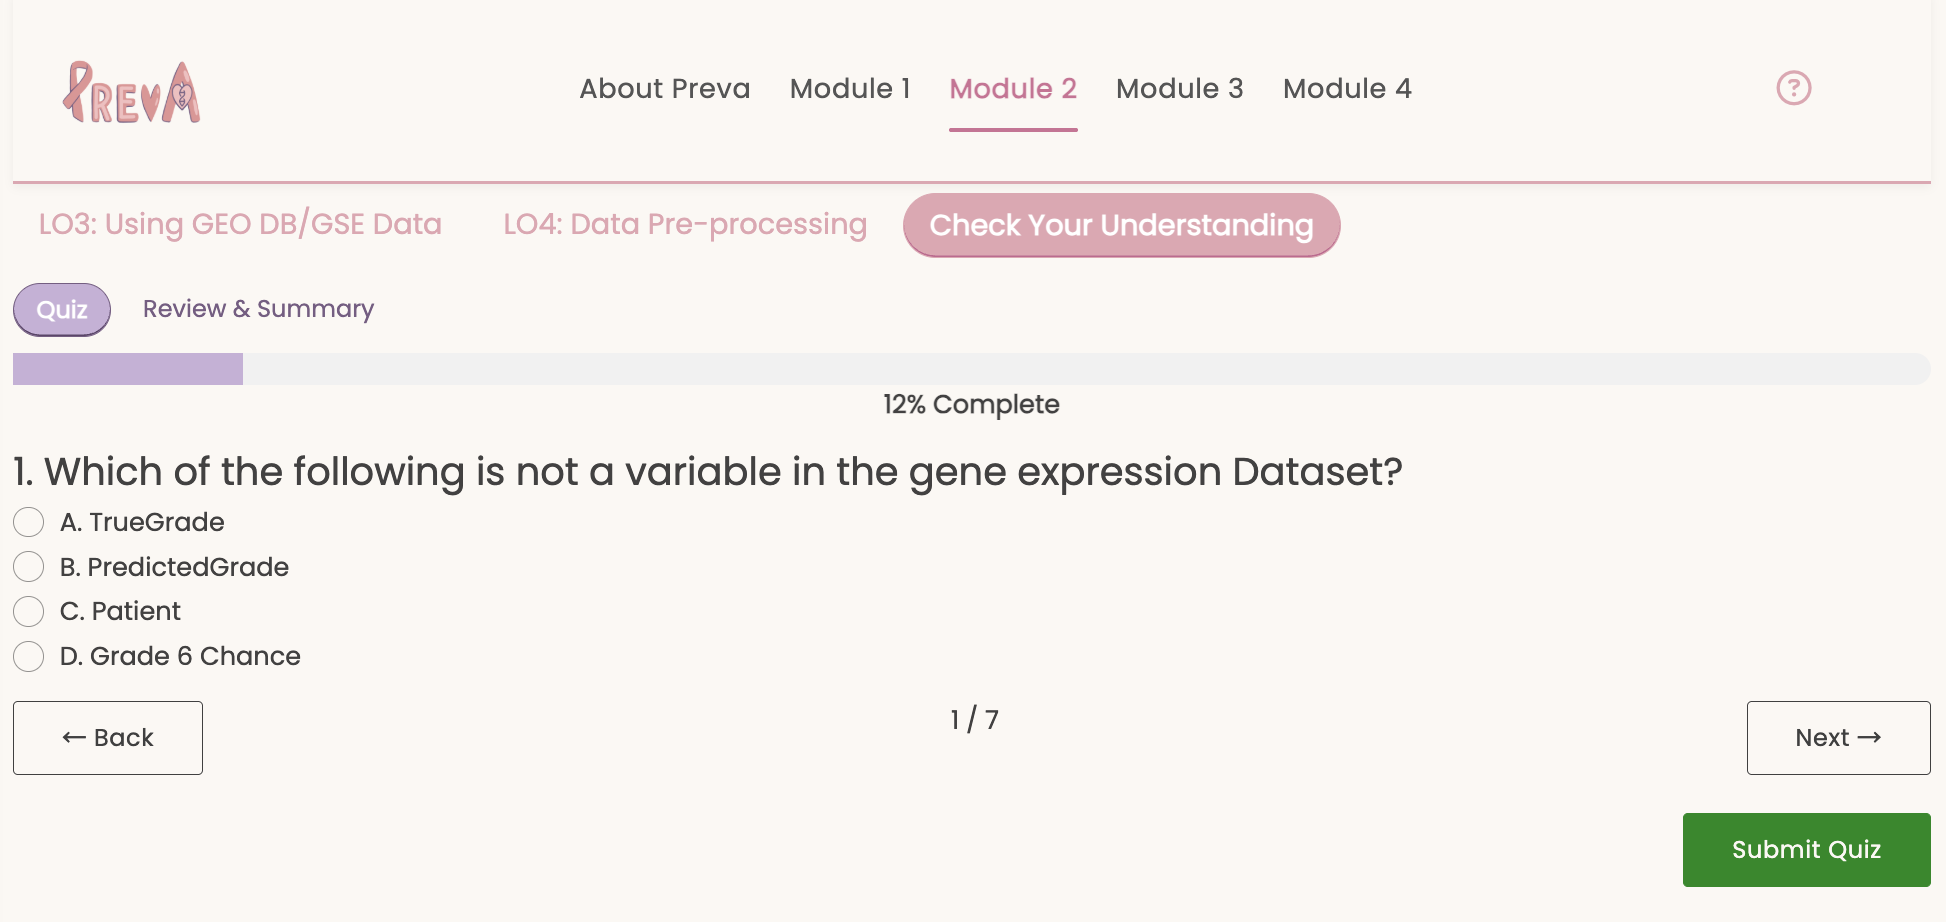 PREVA
About Preva Module 1 Module 2 Module 3 Module 4 ?
LO3: Using GEO DB/GSE Data LO4: Data Pre-processing Check Your Understanding
Quiz Review & Summary
12% Complete
1. Which of the following is not a variable in the gene expression Dataset?
A. TrueGrade
B. PredictedGrade
C. Patient
D. Grade 6 Chance
← Back 1 / 7 Next →
Submit Quiz